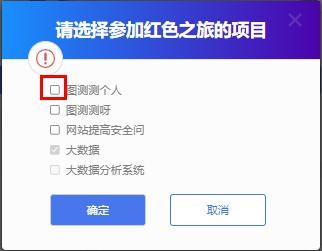 请选择参加红色之旅的项目
图测测个人
图测测呀
网站提高安全问
大数据
大数据分析系统
确定
取消